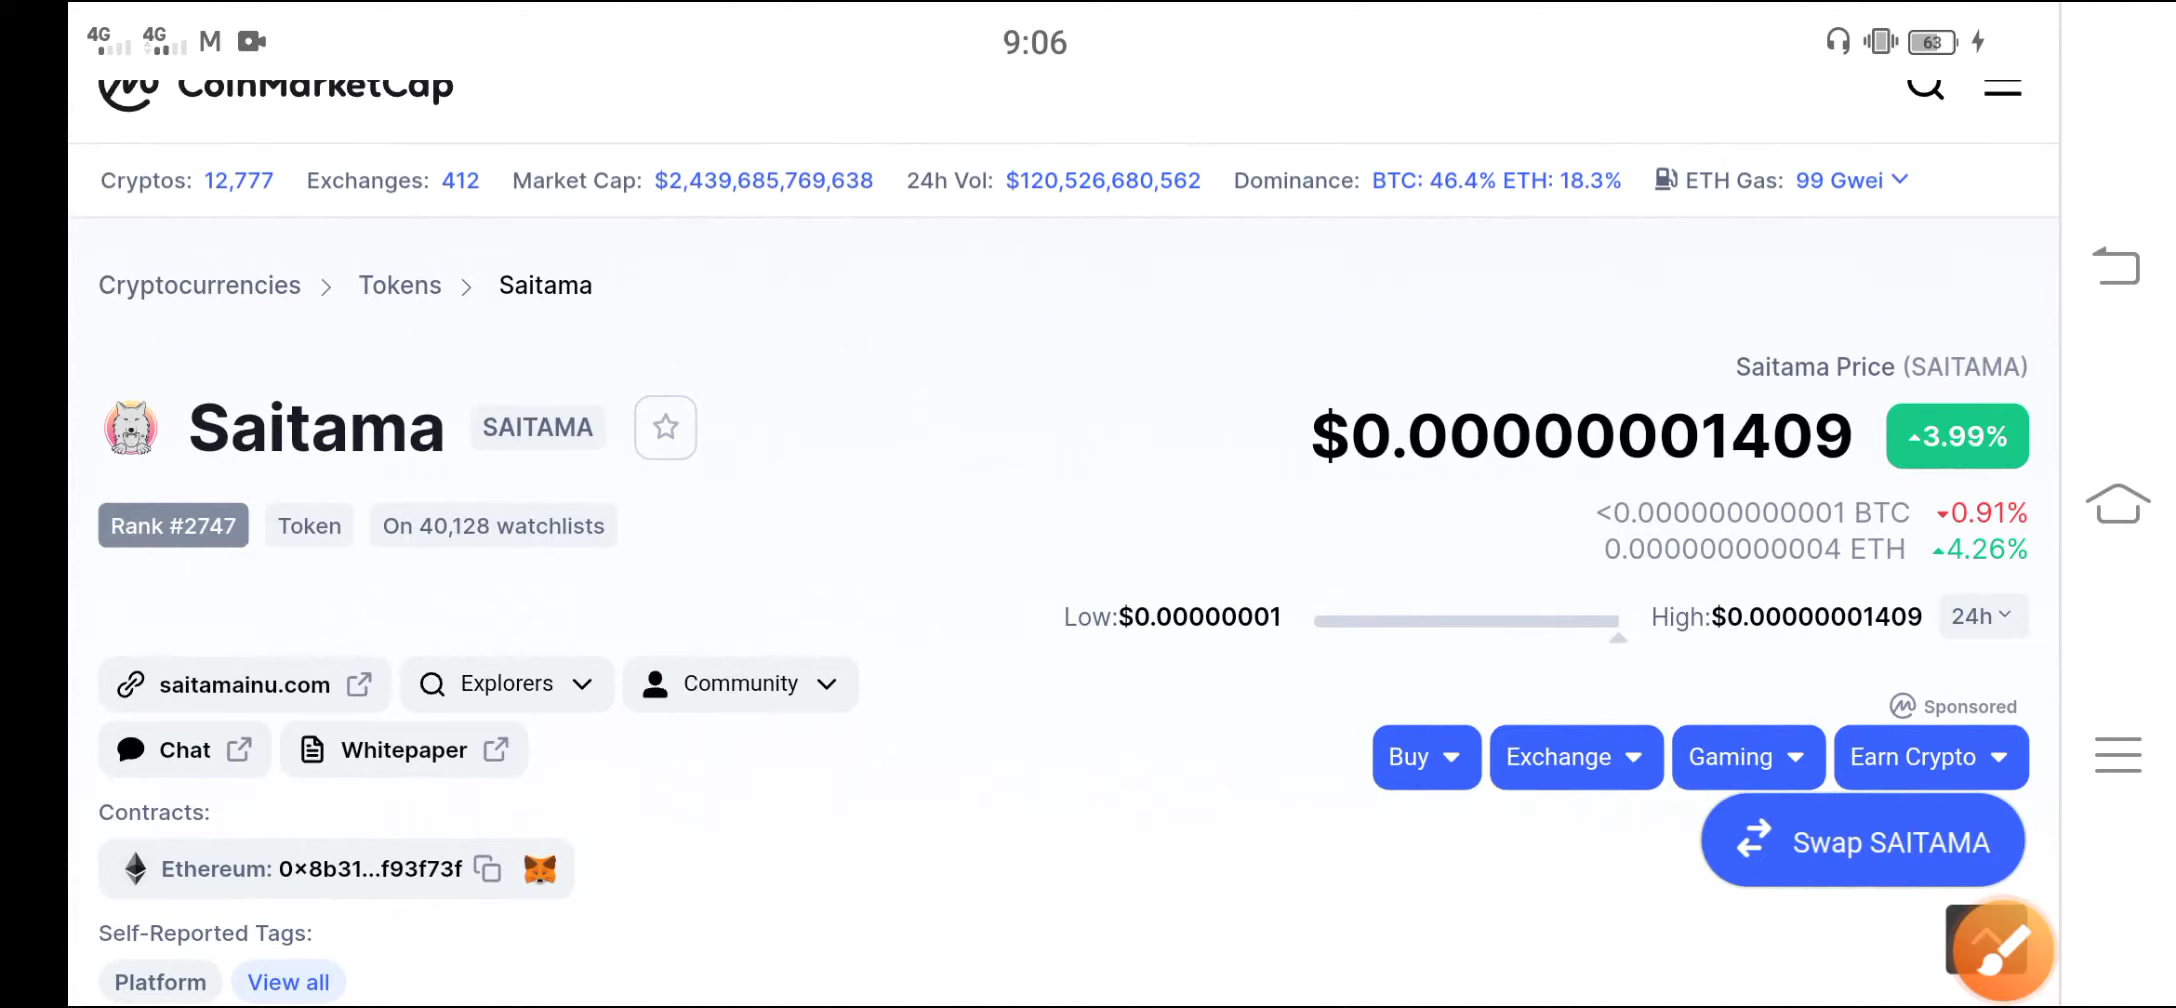 4G 4G M 9:06 63
CoinMarketCap
Cryptos: 12,777 Exchanges: 412 Market Cap: $2,439,685,769,638 24h Vol: $120,526,680,562 Dominance: BTC: 46.4% ETH: 18.3% ETH Gas: 99 Gwei
Cryptocurrencies > Tokens > Saitama
Saitama Price (SAITAMA)
Saitama SAITAMA $0.00000001409 3.99%
Rank #2747 Token On 40,128 watchlists
<0.000000000001 BTC 0.91%
0.000000000004 ETH 4.26%
Low:$0.00000001 High:$0.00000001409 24h
saitamainu.com Explorers Community
Sponsored
Chat Whitepaper
Buy Exchange Gaming Earn Crypto
Contracts:
Swap SAITAMA
Ethereum: 0x8b31...f93f73f
Self-Reported Tags:
Platform View all